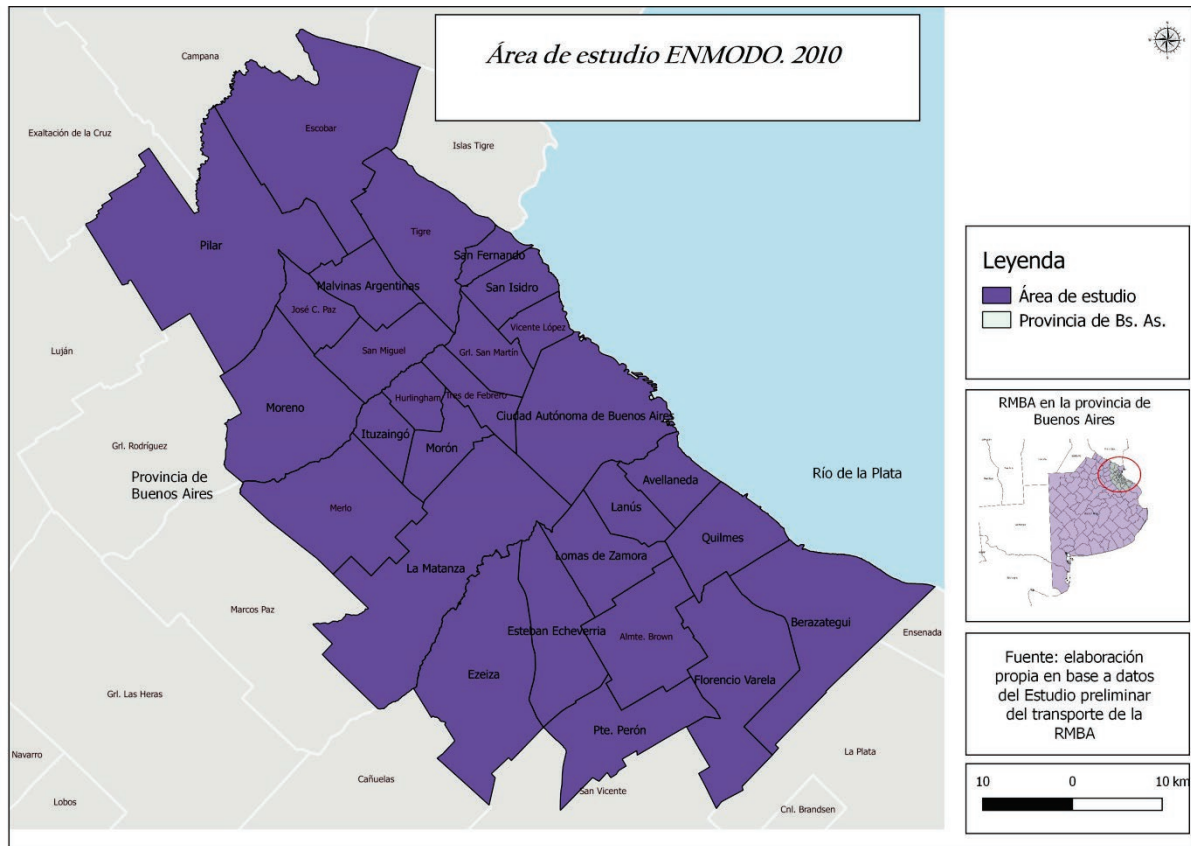 Área de estudio ENMODO. 2010
Campana
Exaltación de la Cruz
Escobar
Islas Tigre
Pilar
Tigre
San Fernando
Malvinas Argentinas
San Isidro
José C. Paz
Vicente López
Luján
San Miguel
Grl. San Martín
Hurlingham
Tres de Febrero
Moreno
Ciudad Autónoma de Buenos Aires
Ituzaingó
Morón
Grl. Rodríguez
Provincia de
Buenos Aires
Río de la Plata
Avellaneda
Merlo
Lanús
Quilmes
Lomas de Zamora
La Matanza
Marcos Paz
Berazategui
Esteban Echeverria
Almte. Brown
Ensenada
Ezeiza
Florencio Varela
Grl. Las Heras
Pte. Perón
Navarro
La Plata
Cañuelas
San Vicente
Lobos
Cnl. Brandsen
Leyenda
Área de estudio
Provincia de Bs. As.
RMBA en la provincia de
Buenos Aires
Fuente: elaboración
propia en base a datos
del Estudio preliminar
del transporte de la
RMBA
10 0 10 km